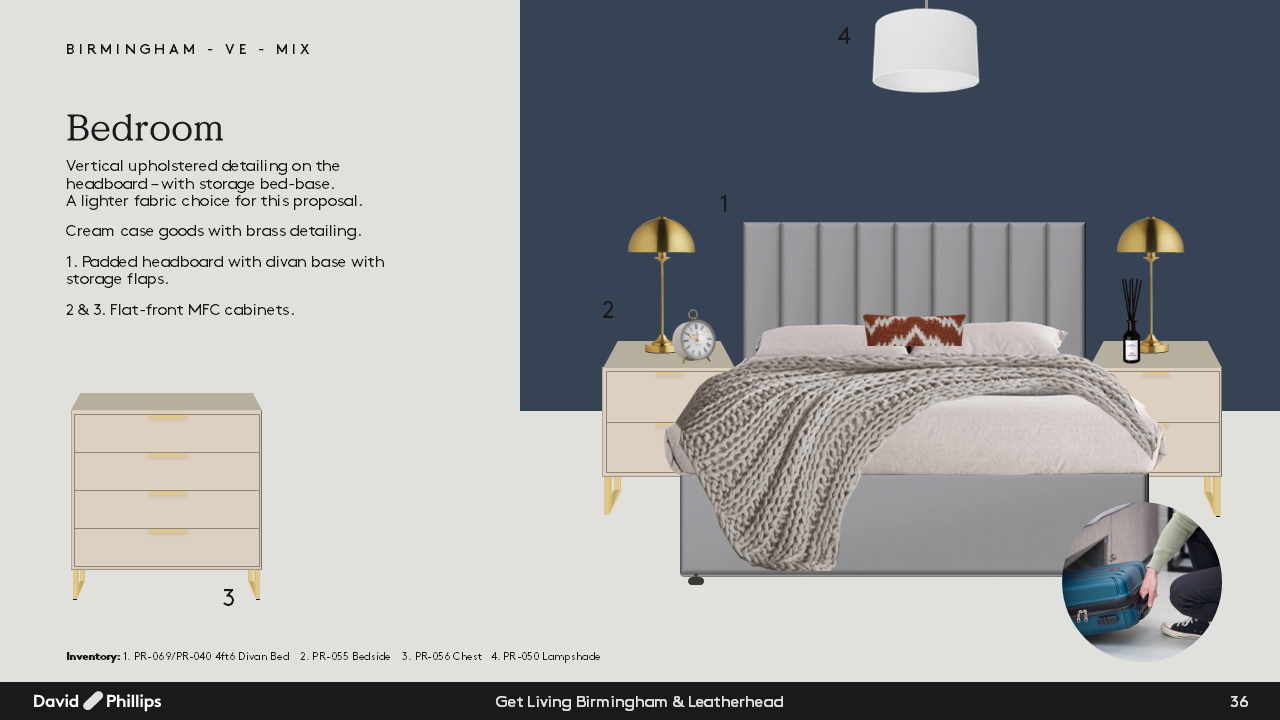 BIRMINGHAM - VE - MIX
Bedroom
Vertical upholstered detailing on the
headboard – with storage bed-base.
A lighter fabric choice for this proposal.
Cream case goods with brass detailing.
1. Padded headboard with divan base with
storage flaps.
2 & 3. Flat-front MFC cabinets.
4
1
2
3
Inventory: 1. PR-069/PR-040 4ft6 Divan Bed 2. PR-055 Bedside 3. PR-056 Chest 4. PR-050 Lampshade
David Phillips
Get Living Birmingham & Leatherhead
36